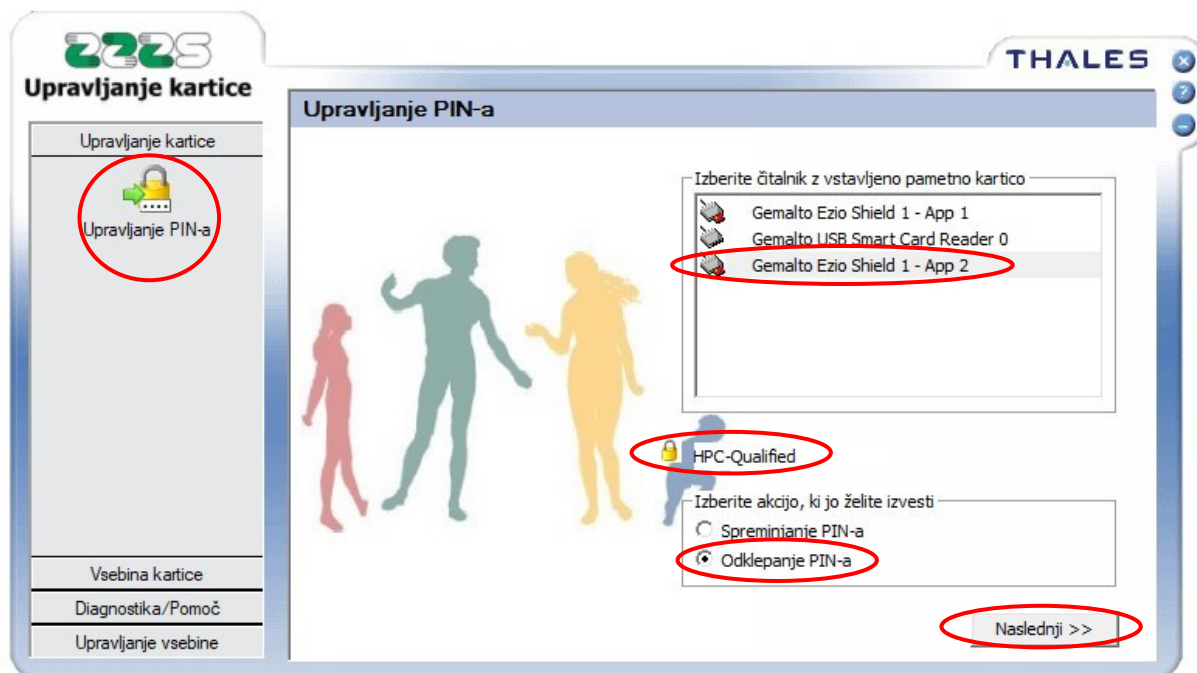 ZZZS
Upravljanje kartice
THALES
Upravljanje kartice
Upravljanje PIN-a
Vsebina kartice
Diagnostika/Pomoč
Upravljanje vsebine
Upravljanje PIN-a
Izberite čitalnik z vstavljeno pametno kartico
Gemalto Ezio Shield 1 - App 1
Gemalto USB Smart Card Reader 0
Gemalto Ezio Shield 1 - App 2
HPC-Qualified
Izberite akcijo, ki jo želite izvesti
Spreminjanje PIN-a
Odklepanje PIN-a
Naslednji >>